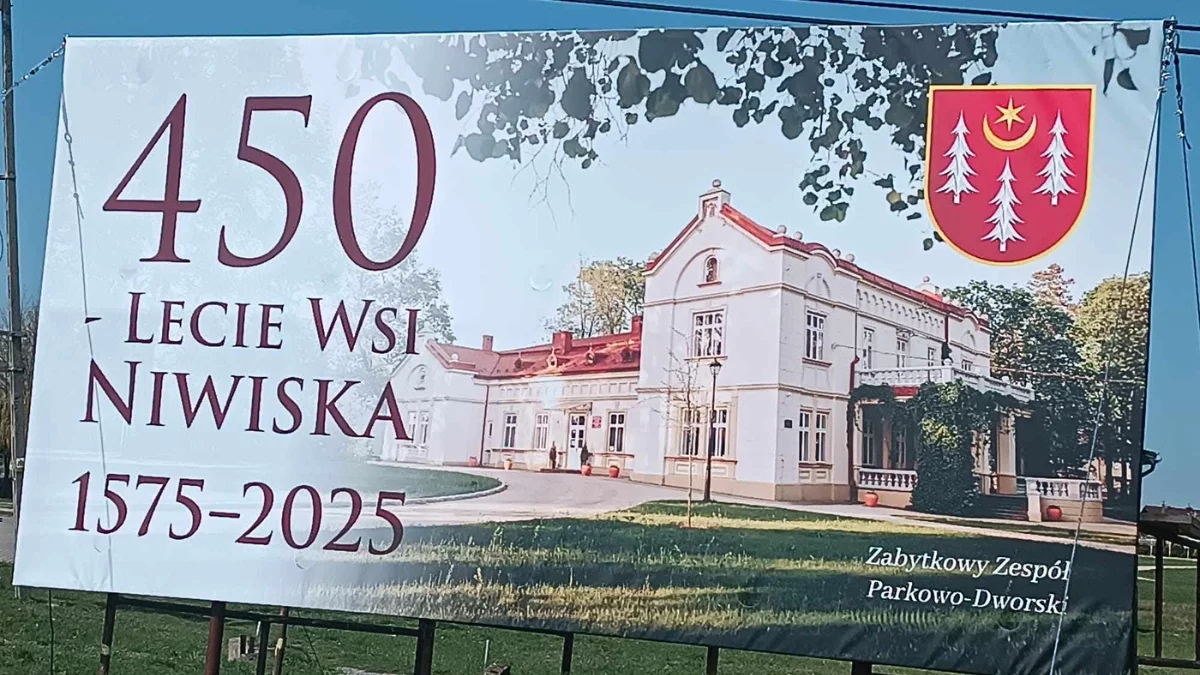 450
Lecie Wsi
Niwiska
1575-2025
Zabytkowy Zespół
Parkowo-Dworski